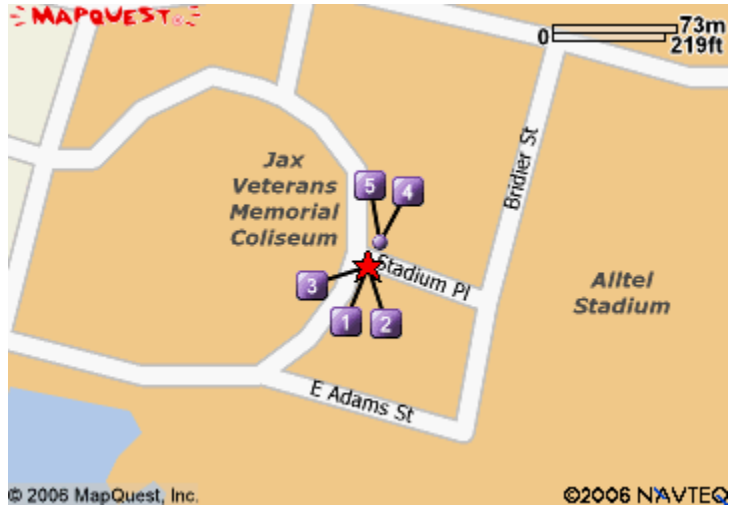 MAPQUEST
0 73m
219ft
Bridier St
Jax
Veterans
Memorial
Coliseum
5 4
Stadium Pl
Alltel
Stadium
3
1 2
E Adams St
© 2006 MapQuest, Inc.
©2006 NAVTEQ